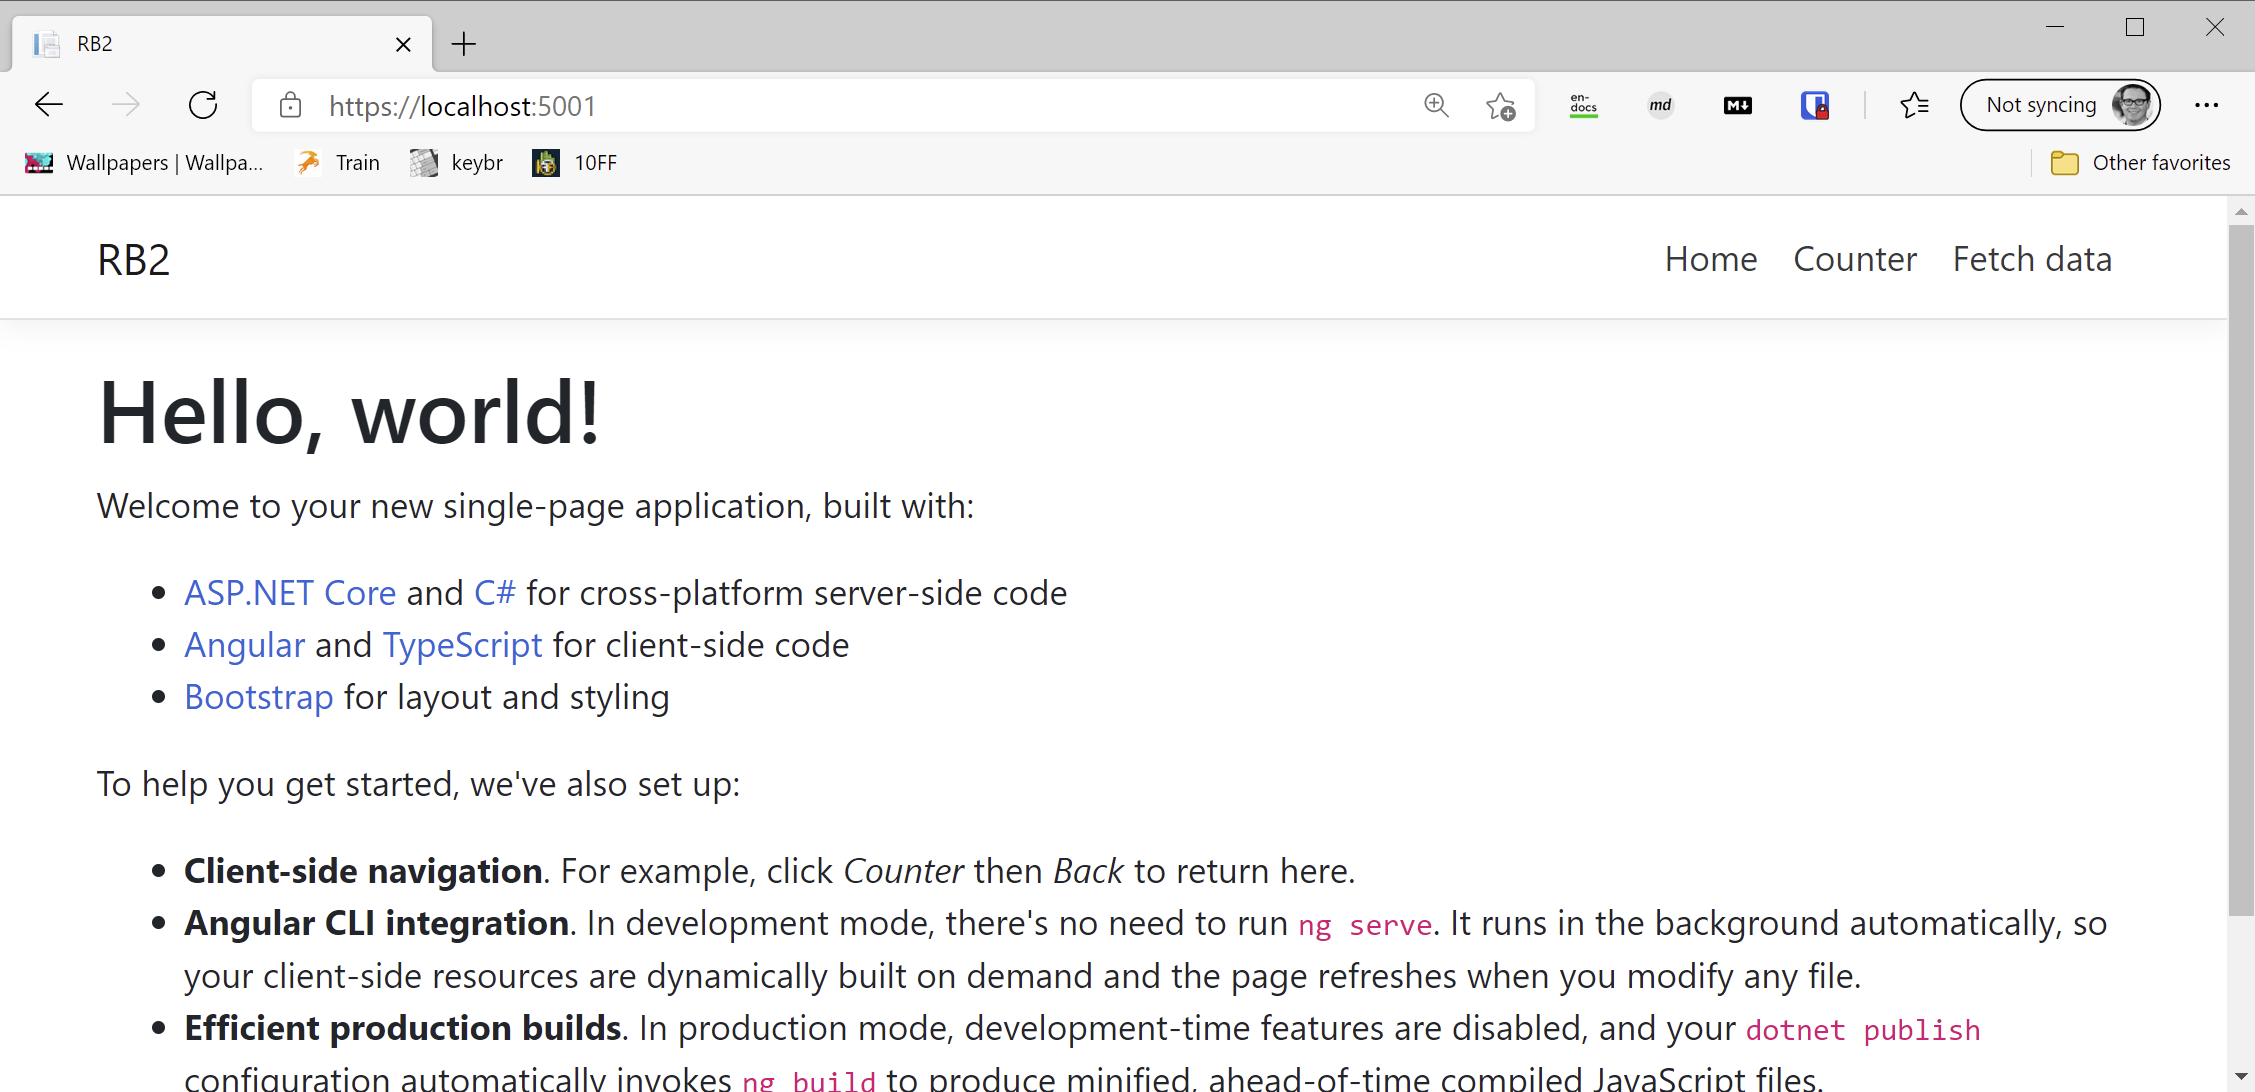 RB2
https://localhost:5001
en-
docs
md
M
Not syncing
Wallpapers | Wallpa...
Train
keybr
10FF
Other favorites
RB2
Home
Counter
Fetch data
Hello, world!
Welcome to your new single-page application, built with:
ASP.NET Core and C# for cross-platform server-side code
Angular and TypeScript for client-side code
Bootstrap for layout and styling
To help you get started, we've also set up:
Client-side navigation. For example, click Counter then Back to return here.
Angular CLI integration. In development mode, there's no need to run ng serve. It runs in the background automatically, so
your client-side resources are dynamically built on demand and the page refreshes when you modify any file.
Efficient production builds. In production mode, development-time features are disabled, and your dotnet publish
configuration automatically invokes ng build to produce minified, ahead-of-time compiled JavaScript files.